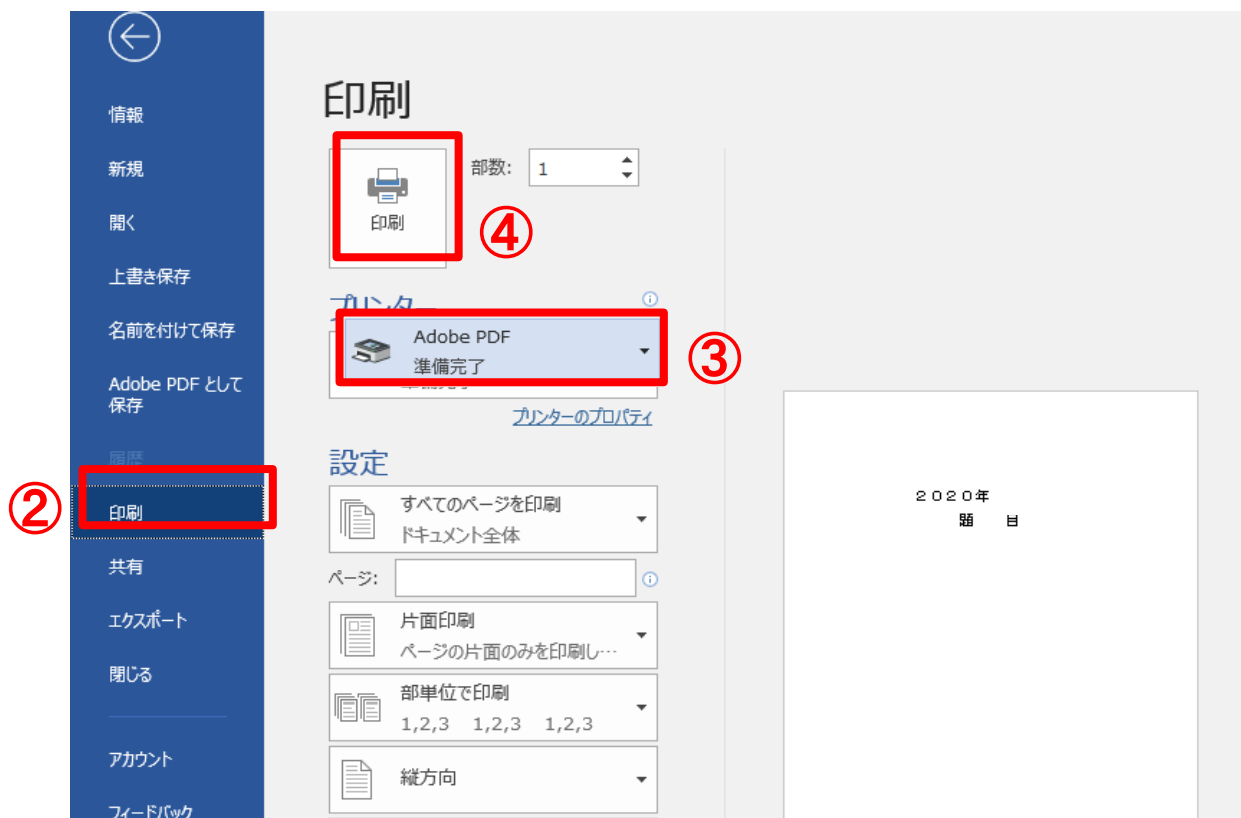 情報
新規
開く
上書き保存
名前を付けて保存
Adobe PDF として
保存
履歴
②
印刷
共有
エクスポート
閉じる
アカウント
フィードバック
印刷
印刷
部数: 1
④
プリンター
Adobe PDF
準備完了
③
プリンターのプロパティ
設定
すべてのページを印刷
ドキュメント全体
ページ:
片面印刷
ページの片面のみを印刷し…
部単位で印刷
1,2,3 1,2,3 1,2,3
縦方向
2020年
題 目